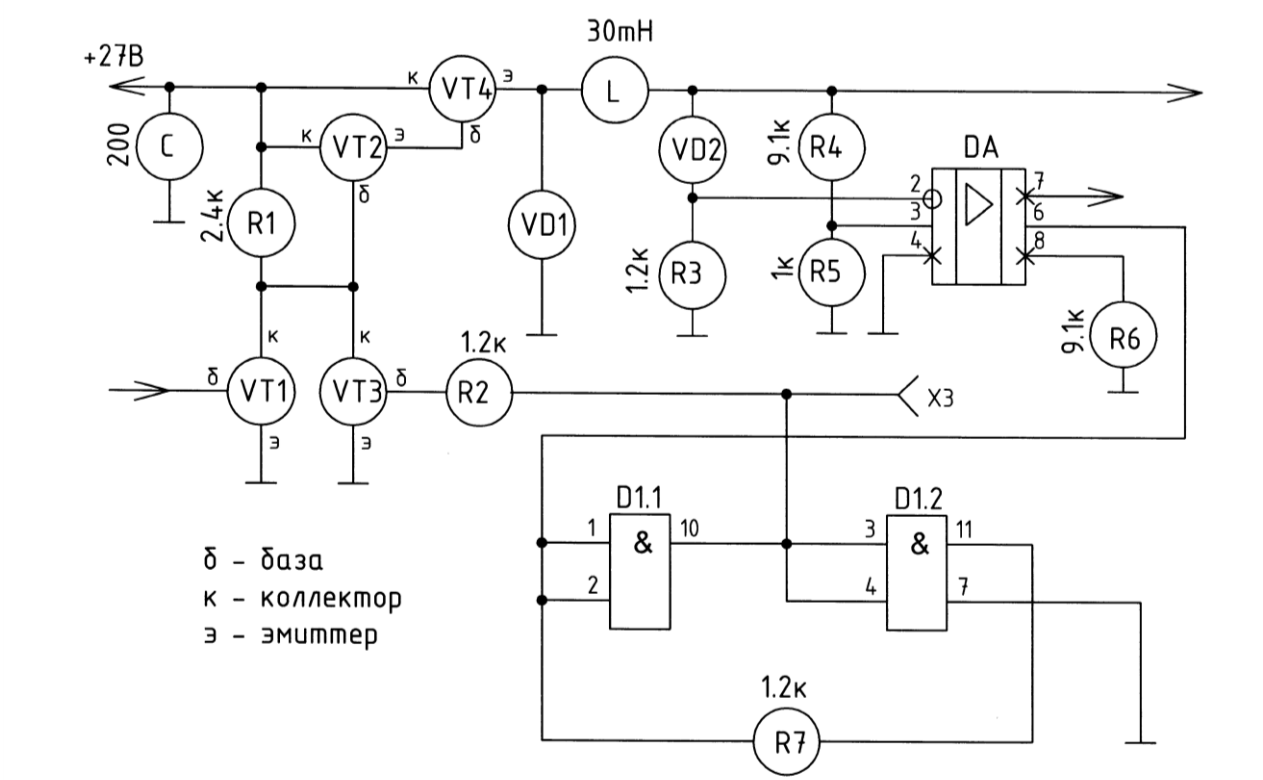 30mH
+27В
к VT4 э
L
200
C
к VT2 э
б
б
9.1к
R4
VD2
DA
2.4к
R1
VD1
2
3
4
7
6
8
1.2к
R3
1к
R5
9.1к
R6
к
к
1.2к
б VT1
VT3 б
R2
X3
э
э
D1.1
D1.2
1
&
10
3
&
11
2
4
7
б - база
к - коллектор
э - эмиттер
1.2к
R7